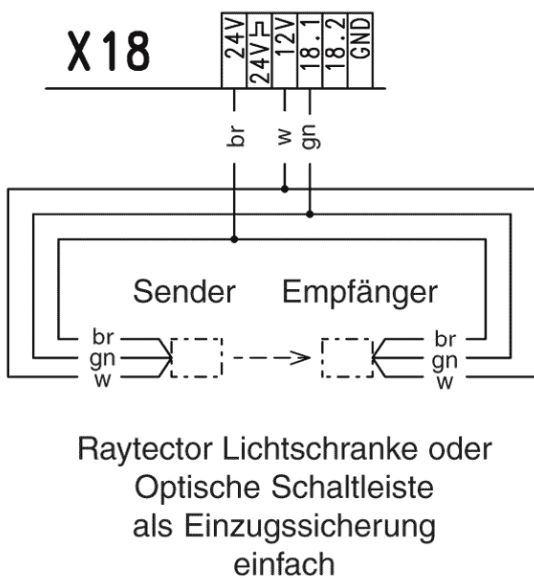 X18
24V
24V
12V
18.1
18.2
GND
br
w
gn
Sender Empfänger
br br
gn gn
w w
Raytector Lichtschranke oder
Optische Schaltleiste
als Einzugssicherung
einfach